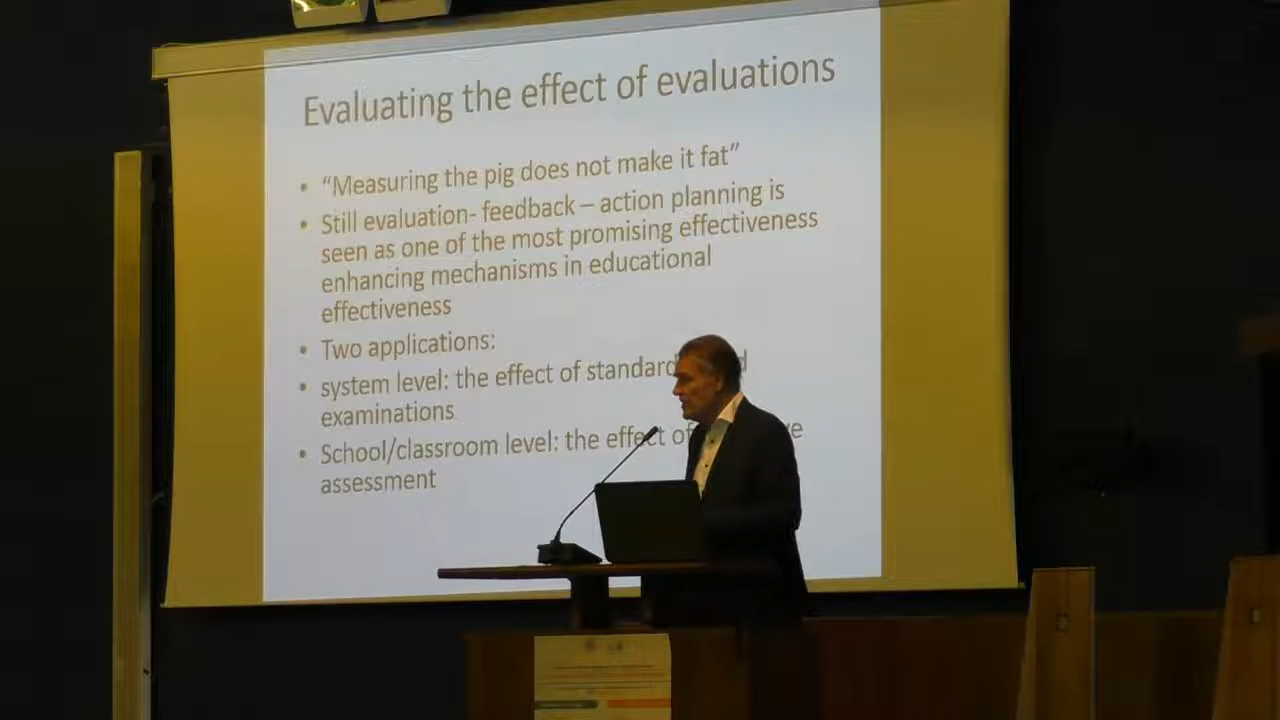 Evaluating the effect of evaluations
• “Measuring the pig does not make it fat”
• Still evaluation- feedback – action planning is
seen as one of the most promising effectiveness
enhancing mechanisms in educational
effectiveness
• Two applications:
• system level: the effect of
examinations
• School/classroom level: the effect of
assessment